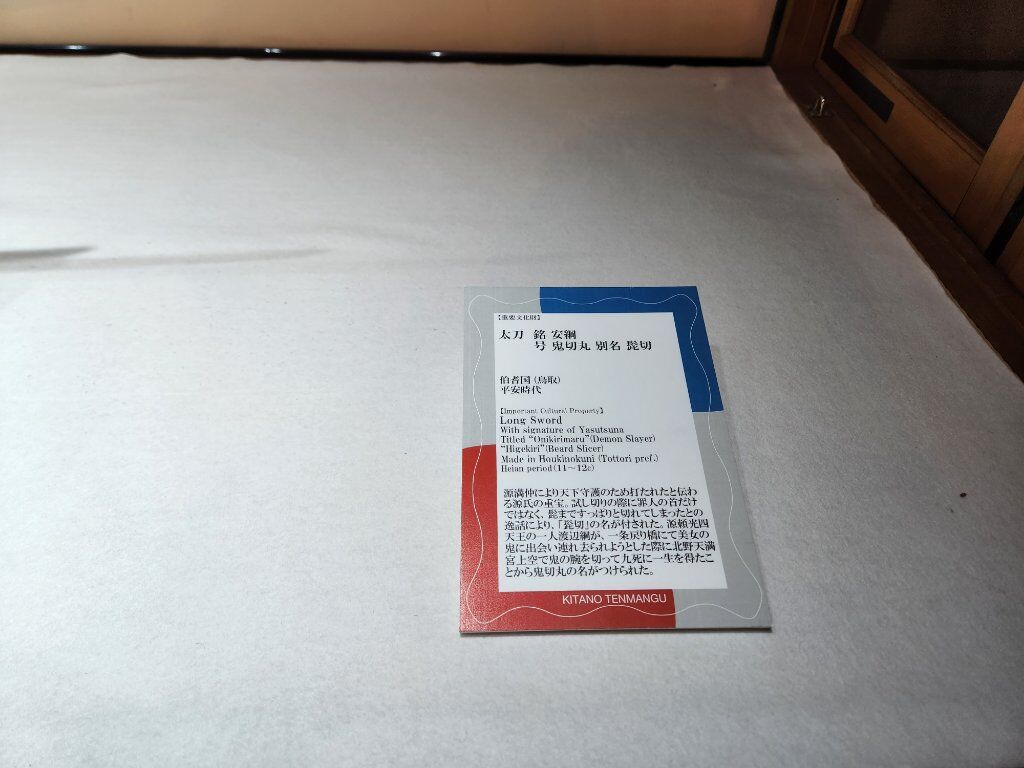 【重要文化財】
太刀 銘 安綱
号 鬼切丸 別名 髭切
伯耆国（鳥取）
平安時代
【Important Cultural Property】
Long Sword
With signature of Yasutsuna
Titled “Onikirimaru”(Demon Slayer)
“Higekiri”(Beard Slicer)
Made in Houkinokuni (Tottori pref.)
Heian period(11～12c)
源満仲により天下守護のため打たれたと伝わ
る源氏の重宝。試し切りの際に罪人の首だけ
ではなく、髭まですっぱりと切れてしまったとの
逸話により、「髭切」の名が付された。源頼光四
天王の一人渡辺綱が、一条戻り橋にて美女の
鬼に出会い連れ去られようとした際に北野天満
宮上空で鬼の腕を切って九死に一生を得たこ
とから鬼切丸の名がつけられた。
KITANO TENMANGU